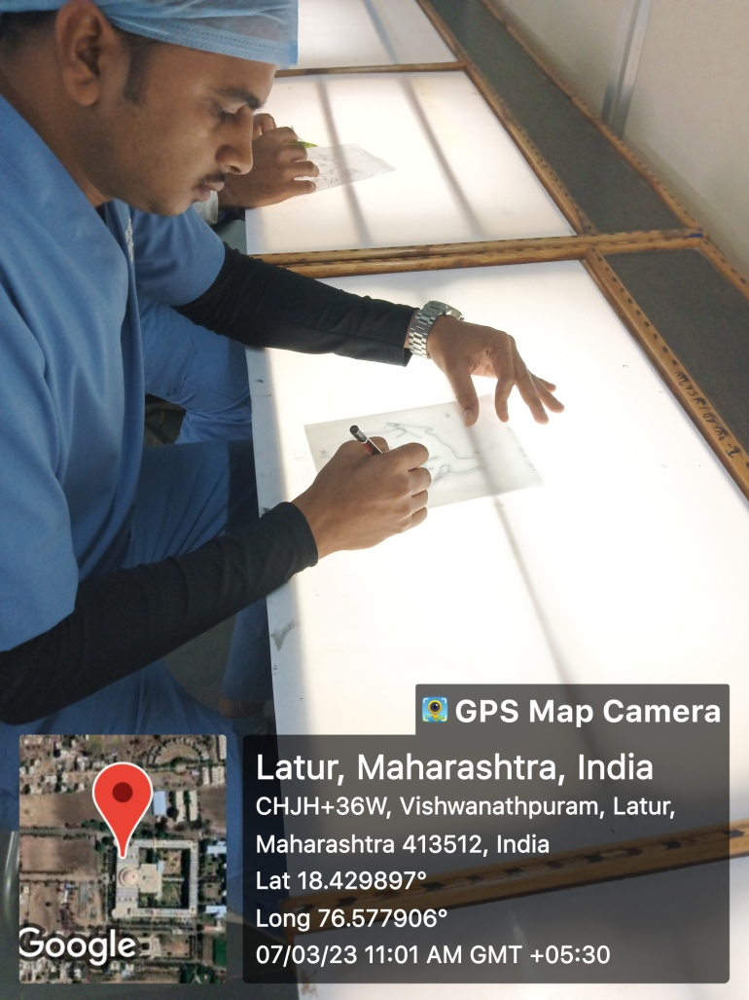 GPS Map Camera
Latur, Maharashtra, India
CHJH+36W, Vishwanathpuram, Latur,
Maharashtra 413512, India
Lat 18.429897°
Long 76.577906°
07/03/23 11:01 AM GMT +05:30
Google